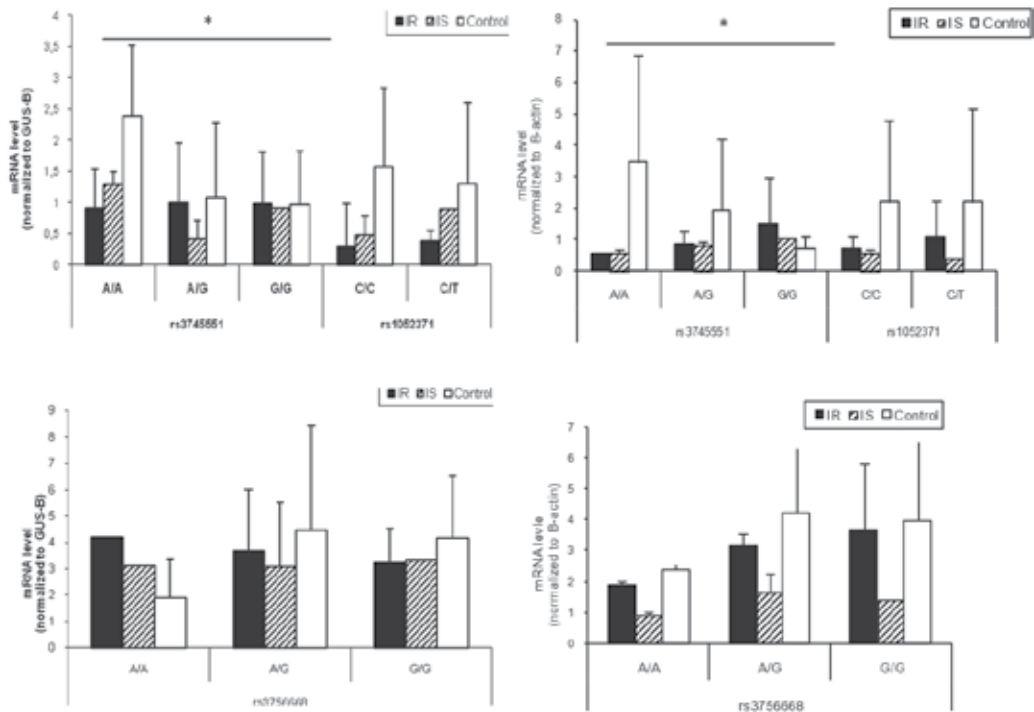 IR IS Control
*
mRNA level
(normalized to GUS-B)
4
3,5
3
2,5
2
1,5
1
0,5
0
A/A A/G G/G C/C C/T
rs3745551 rs1052371
IR IS Control
*
mRNA level
(normalized to B-actin)
8
7
6
5
4
3
2
1
0
A/A A/G G/G C/C C/T
rs3745551 rs1052371
IR IS Control
mRNA level
(normalized to GUS-B)
9
8
7
6
5
4
3
2
1
0
A/A A/G G/G
rs3756668
IR IS Control
mRNA levle
(normalized to B-actin)
7
6
5
4
3
2
1
0
A/A A/G G/G
rs3756668